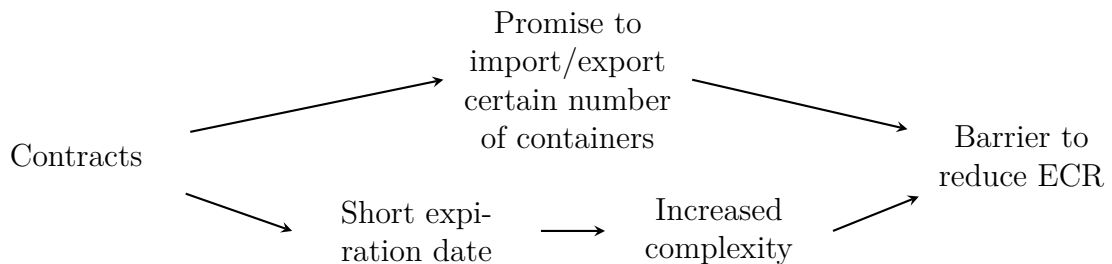 Contracts
Promise to
import/export
certain number
of containers
Short expi-
ration date
Increased
complexity
Barrier to
reduce ECR